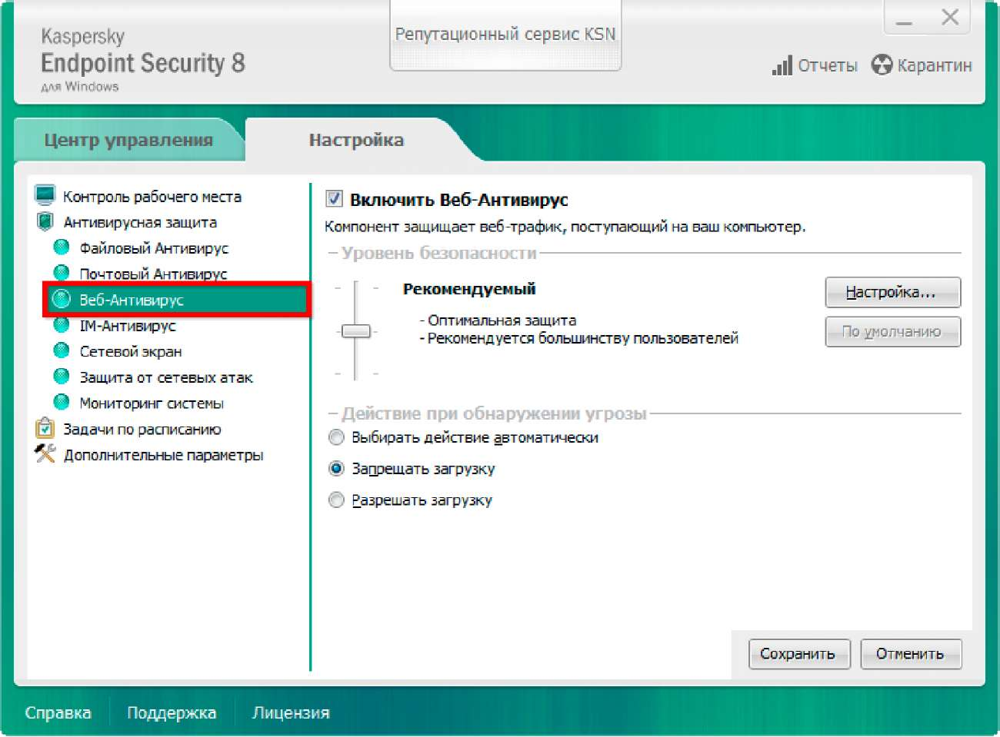 Kaspersky
Endpoint Security 8
для Windows
Репутационный сервис KSN
Отчеты
Карантин
Центр управления
Настройка
Контроль рабочего места
Антивирусная защита
Файловый Антивирус
Почтовый Антивирус
Веб-Антивирус
IM-Антивирус
Сетевой экран
Защита от сетевых атак
Мониторинг системы
Задачи по расписанию
Дополнительные параметры
Включить Веб-Антивирус
Компонент защищает веб-трафик, поступающий на ваш компьютер.
Уровень безопасности
Рекомендуемый
- Оптимальная защита
- Рекомендуется большинству пользователей
Настройка...
По умолчанию
Действие при обнаружении угрозы
Выбирать действие автоматически
Запрещать загрузку
Разрешать загрузку
Сохранить
Отменить
Справка
Поддержка
Лицензия